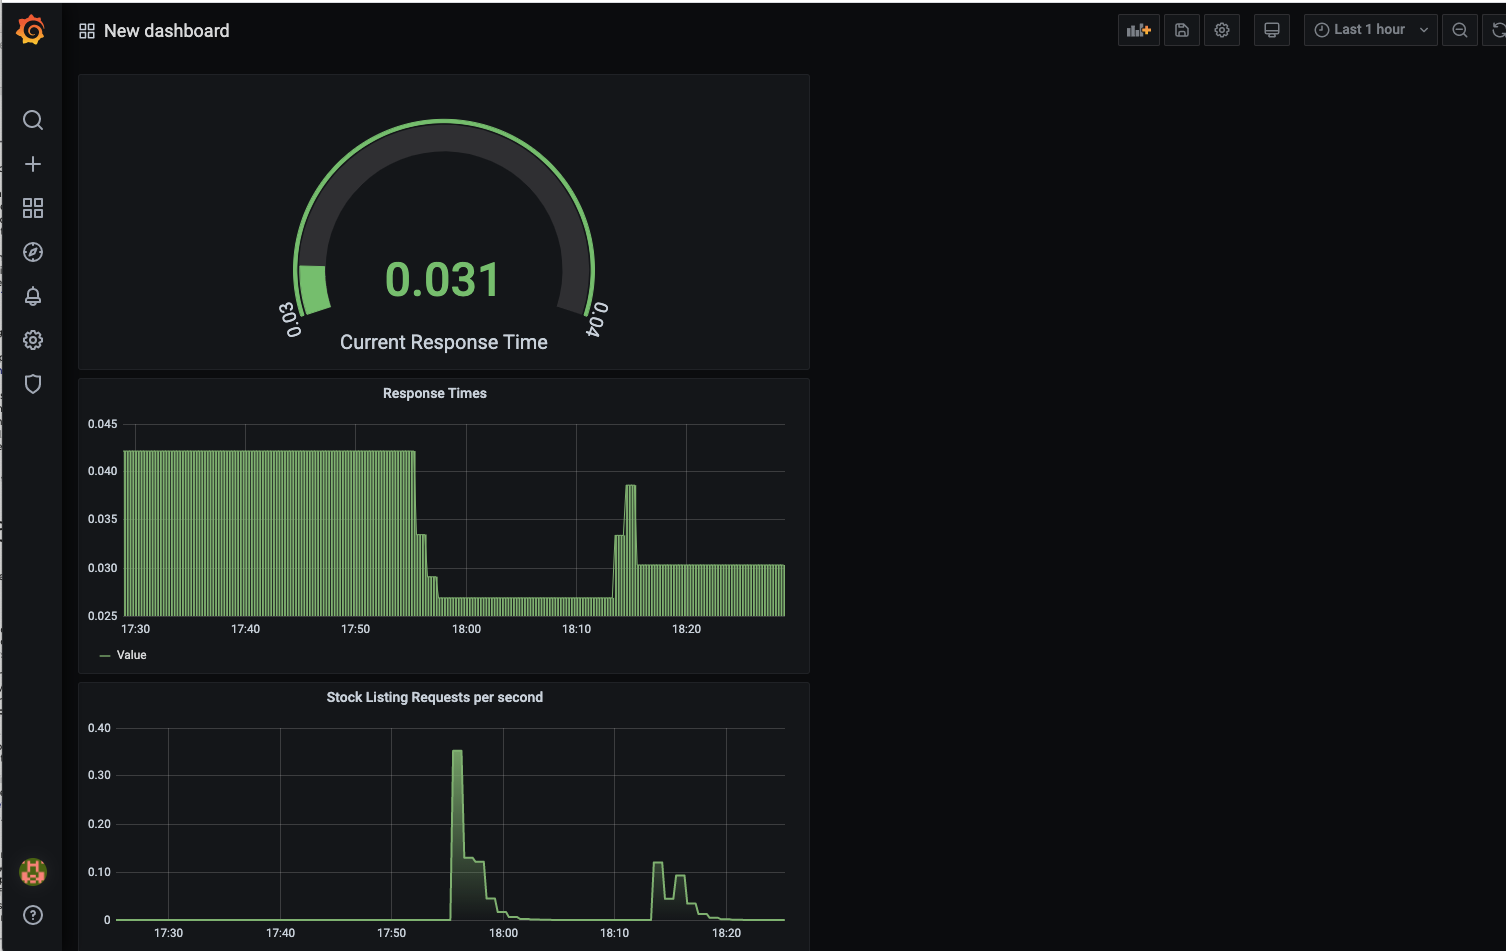 New dashboard
Last 1 hour
0.031
0.03
0.04
Current Response Time
Response Times
0.045
0.040
0.035
0.030
0.025
17:30 17:40 17:50 18:00 18:10 18:20
Value
Stock Listing Requests per second
0.40
0.30
0.20
0.10
0
17:30 17:40 17:50 18:00 18:10 18:20